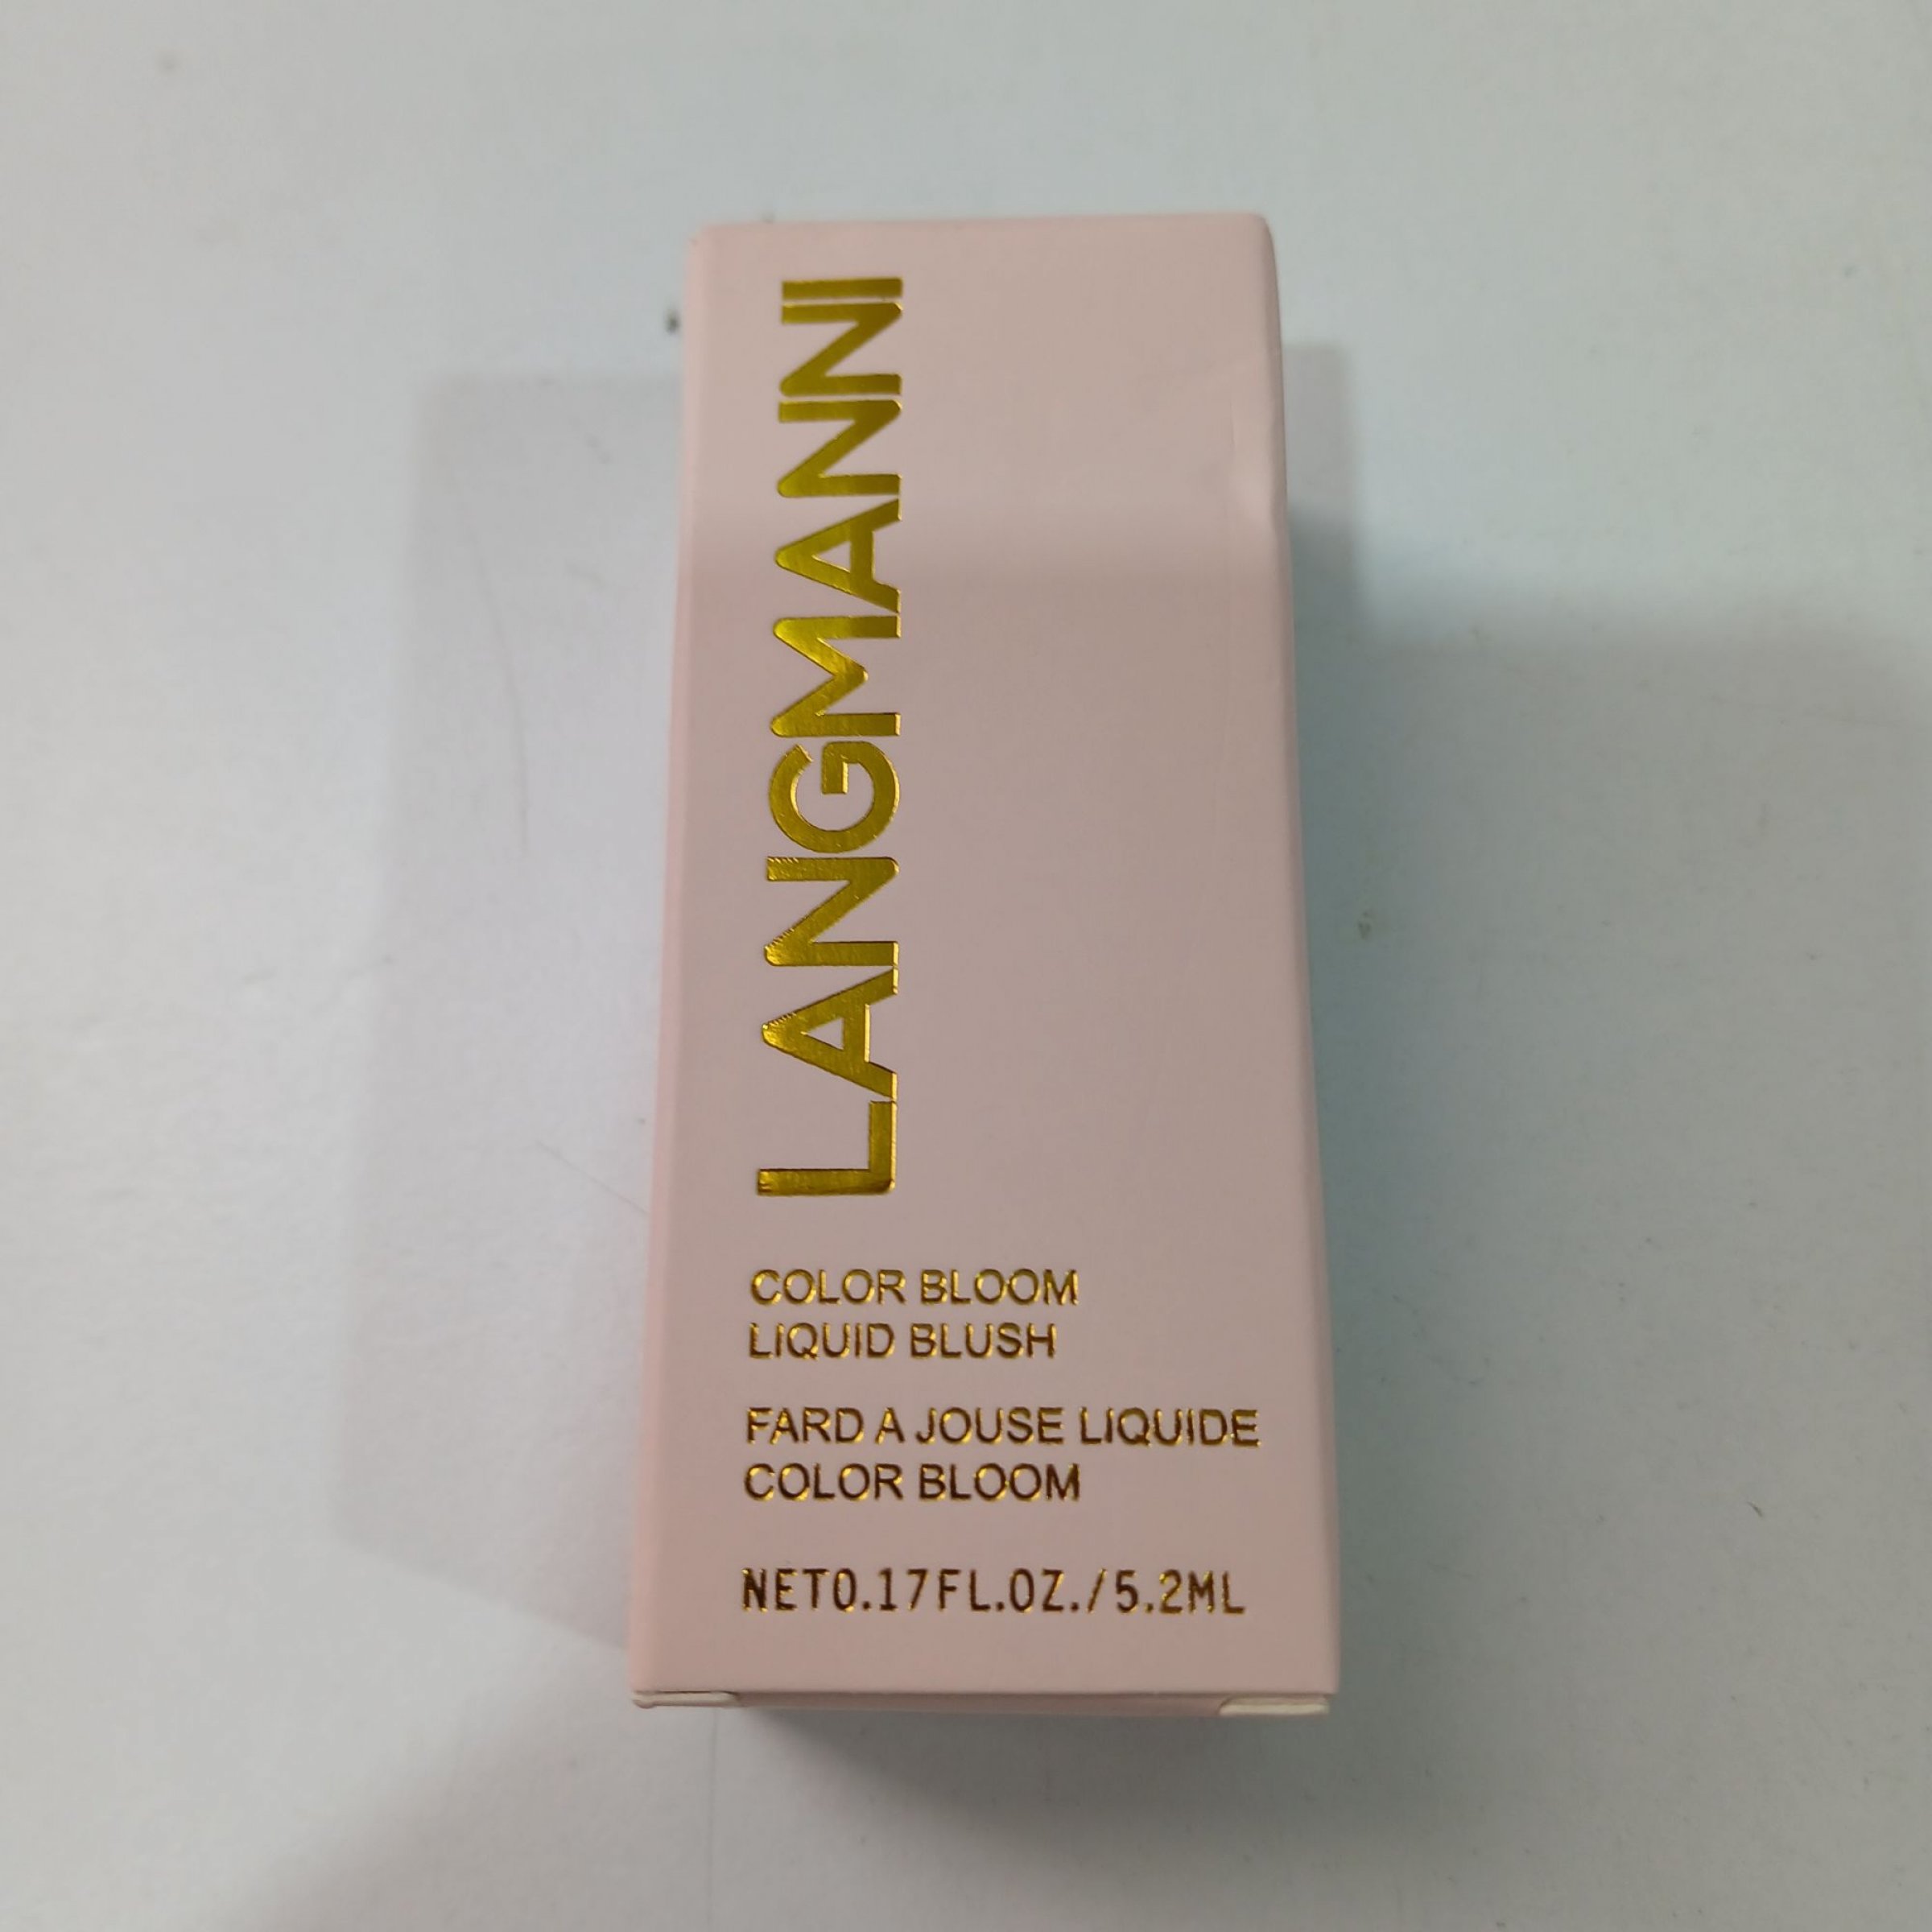 LANGMANNI
COLOR BLOOM
LIQUID BLUSH
FARD A JOUSE LIQUIDE
COLOR BLOOM
NET0.17FL.OZ./5.2ML